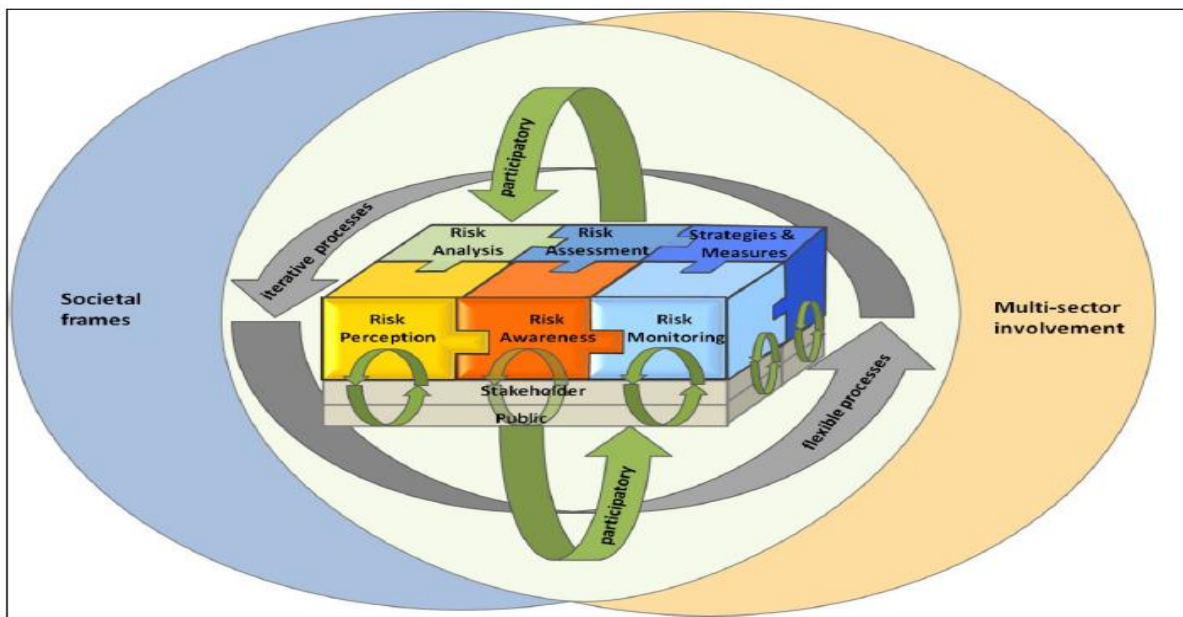 participatory
iterative processes
Risk
Analysis
Risk
Assessment
Strategies &
Measures
Societal
frames
Multi-sector
involvement
Risk
Perception
Risk
Awareness
Risk
Monitoring
Stakeholder
Public
flexible processes
participatory